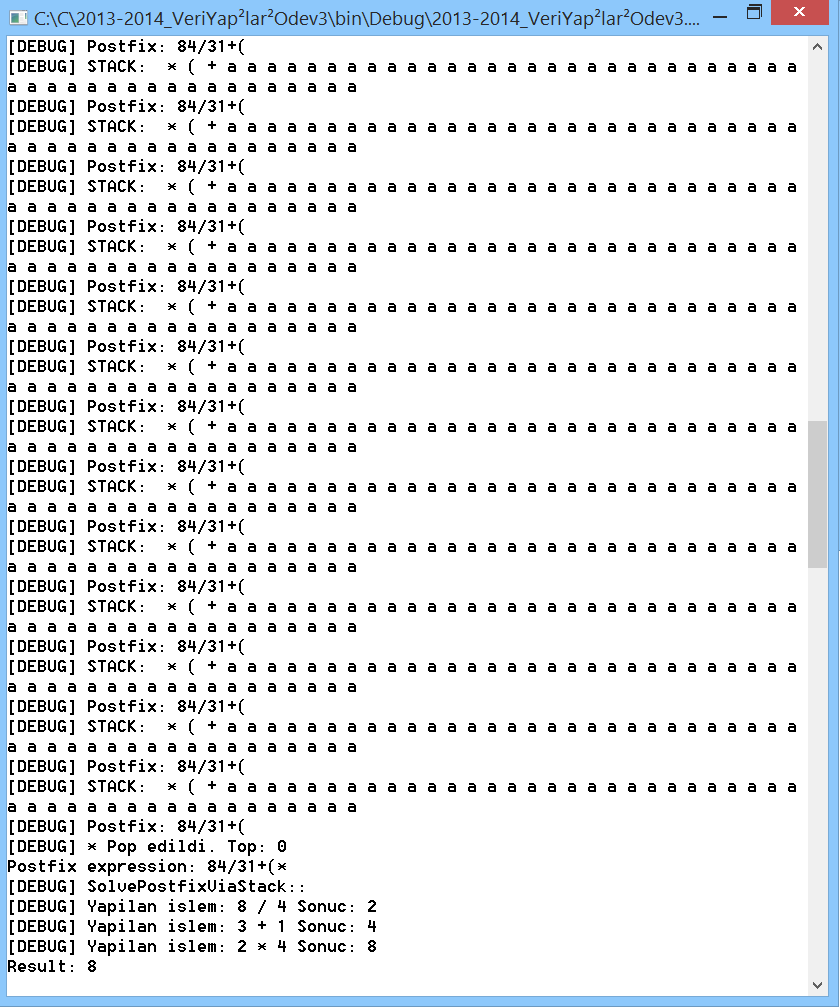 C:\C\2013-2014_VeriYap²lar²Odev3\bin\Debug\2013-2014_VeriYap²lar²Odev3....
[DEBUG] Postfix: 84/31+(
[DEBUG] STACK:  * ( + a a a a a a a a a a a a a a a a a a a a a a a a a a a a a
a a a a a a a a a a a a a a a a a a
[DEBUG] Postfix: 84/31+(
[DEBUG] STACK:  * ( + a a a a a a a a a a a a a a a a a a a a a a a a a a a a a
a a a a a a a a a a a a a a a a a a
[DEBUG] Postfix: 84/31+(
[DEBUG] STACK:  * ( + a a a a a a a a a a a a a a a a a a a a a a a a a a a a a
a a a a a a a a a a a a a a a a a a
[DEBUG] Postfix: 84/31+(
[DEBUG] STACK:  * ( + a a a a a a a a a a a a a a a a a a a a a a a a a a a a a
a a a a a a a a a a a a a a a a a a
[DEBUG] Postfix: 84/31+(
[DEBUG] STACK:  * ( + a a a a a a a a a a a a a a a a a a a a a a a a a a a a a
a a a a a a a a a a a a a a a a a a
[DEBUG] Postfix: 84/31+(
[DEBUG] STACK:  * ( + a a a a a a a a a a a a a a a a a a a a a a a a a a a a a
a a a a a a a a a a a a a a a a a a
[DEBUG] Postfix: 84/31+(
[DEBUG] STACK:  * ( + a a a a a a a a a a a a a a a a a a a a a a a a a a a a a
a a a a a a a a a a a a a a a a a a
[DEBUG] Postfix: 84/31+(
[DEBUG] STACK:  * ( + a a a a a a a a a a a a a a a a a a a a a a a a a a a a a
a a a a a a a a a a a a a a a a a a
[DEBUG] Postfix: 84/31+(
[DEBUG] STACK:  * ( + a a a a a a a a a a a a a a a a a a a a a a a a a a a a a
a a a a a a a a a a a a a a a a a a
[DEBUG] Postfix: 84/31+(
[DEBUG] STACK:  * ( + a a a a a a a a a a a a a a a a a a a a a a a a a a a a a
a a a a a a a a a a a a a a a a a a
[DEBUG] Postfix: 84/31+(
[DEBUG] STACK:  * ( + a a a a a a a a a a a a a a a a a a a a a a a a a a a a a
a a a a a a a a a a a a a a a a a a
[DEBUG] Postfix: 84/31+(
[DEBUG] STACK:  * ( + a a a a a a a a a a a a a a a a a a a a a a a a a a a a a
a a a a a a a a a a a a a a a a a a
[DEBUG] Postfix: 84/31+(
[DEBUG] STACK:  * ( + a a a a a a a a a a a a a a a a a a a a a a a a a a a a a
a a a a a a a a a a a a a a a a a a
[DEBUG] Postfix: 84/31+(
[DEBUG] * Pop edildi. Top: 0
Postfix expression: 84/31+(*
[DEBUG] SolvePostfixViaStack::
[DEBUG] Yapilan islem: 8 / 4 Sonuc: 2
[DEBUG] Yapilan islem: 3 + 1 Sonuc: 4
[DEBUG] Yapilan islem: 2 * 4 Sonuc: 8
Result: 8